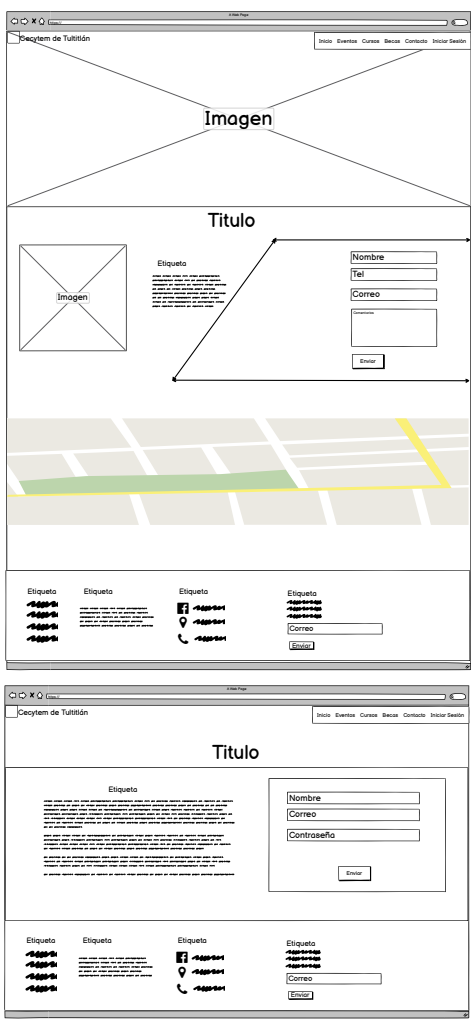 A Web Page
https://
Cecytem de Tultitlán
Inicio Eventos Cursos Becas Contacto Iniciar Sesión
Imagen
Titulo
Etiqueta
Imagen
Nombre
Tel
Correo
Comentarios
Enviar
Etiqueta Etiqueta Etiqueta Etiqueta
Correo
Enviar
A Web Page
https://
Cecytem de Tultitlán
Inicio Eventos Cursos Becas Contacto Iniciar Sesión
Titulo
Etiqueta
Nombre
Correo
Contraseña
Enviar
Etiqueta Etiqueta Etiqueta Etiqueta
Correo
Enviar